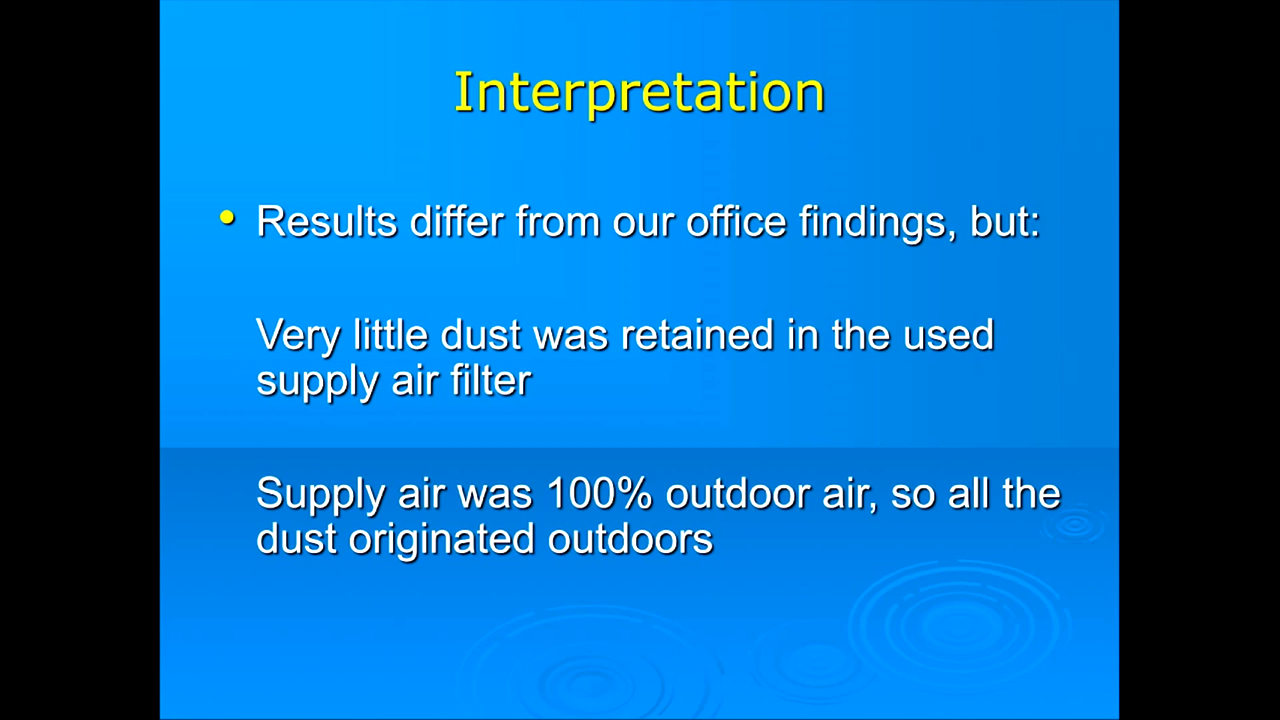 Interpretation
• Results differ from our office findings, but:
Very little dust was retained in the used
supply air filter
Supply air was 100% outdoor air, so all the
dust originated outdoors